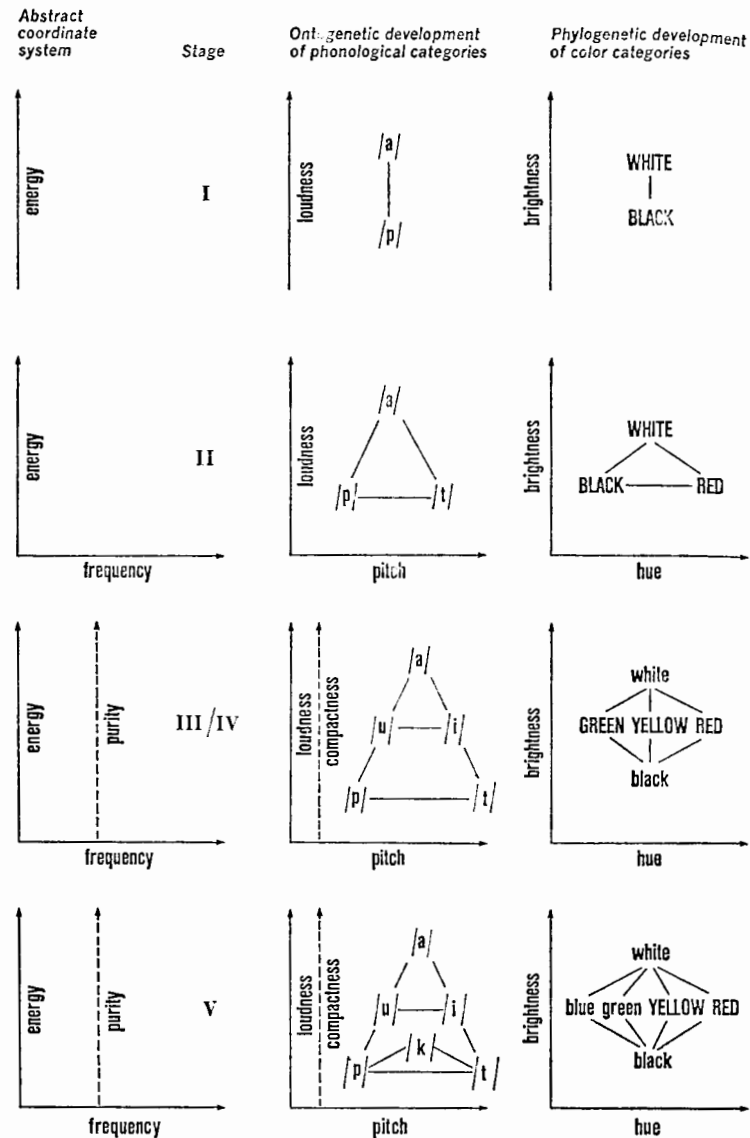 Abstract
coordinate
system
Stage
Ontogenetic development
of phonological categories
Phylogenetic development
of color categories
energy
I
loudness
/a/
/p/
brightness
WHITE
BLACK
energy
frequency
II
loudness
/a/
/p/ /t/
pitch
brightness
WHITE
BLACK RED
hue
energy
purity
frequency
III/IV
loudness
compactness
/a/
/u/ /i/
/p/ /t/
pitch
brightness
white
GREEN YELLOW RED
black
hue
energy
purity
frequency
V
loudness
compactness
/a/
/u/ /i/
/k/
/p/ /t/
pitch
brightness
white
blue green YELLOW RED
black
hue